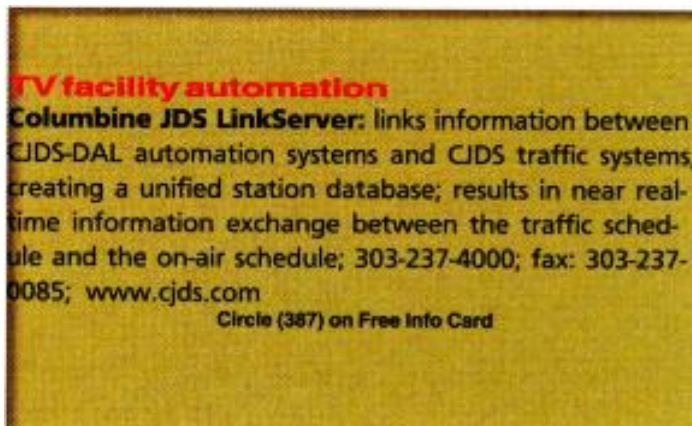 TV facility automation
Columbine JDS LinkServer: links information between
CJDS-DAL automation systems and CJDS traffic systems,
creating a unified station database; results in near real-
time information exchange between the traffic sched-
ule and the on-air schedule; 303-237-4000; fax: 303-237-
0085; www.cjds.com
Circle (387) on Free Info Card